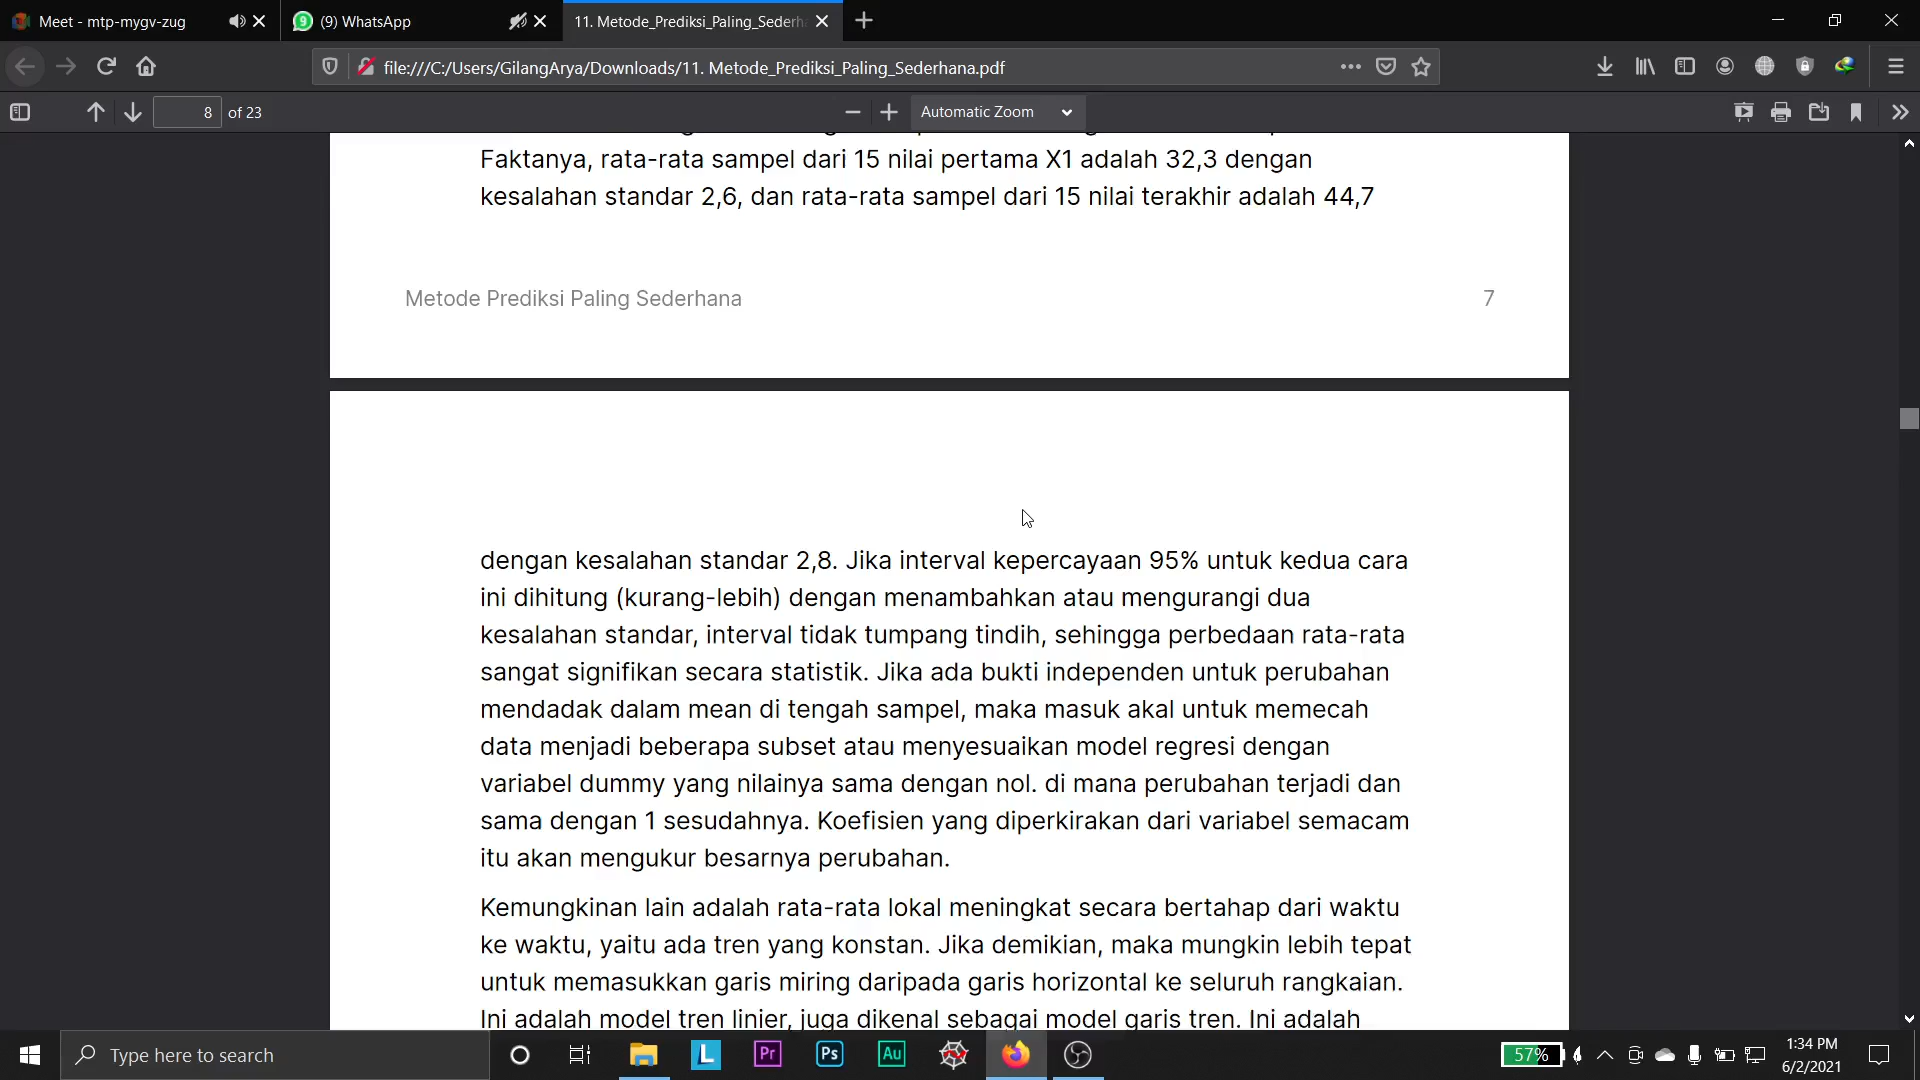 Meet - mtp-mygv-zug
(9) WhatsApp
11. Metode_Prediksi_Paling_Sederh
file:///C:/Users/GilangArya/Downloads/11. Metode_Prediksi_Paling_Sederhana.pdf
8 of 23
Automatic Zoom
Faktanya, rata-rata sampel dari 15 nilai pertama X1 adalah 32,3 dengan
kesalahan standar 2,6, dan rata-rata sampel dari 15 nilai terakhir adalah 44,7
Metode Prediksi Paling Sederhana
7
dengan kesalahan standar 2,8. Jika interval kepercayaan 95% untuk kedua cara
ini dihitung (kurang-lebih) dengan menambahkan atau mengurangi dua
kesalahan standar, interval tidak tumpang tindih, sehingga perbedaan rata-rata
sangat signifikan secara statistik. Jika ada bukti independen untuk perubahan
mendadak dalam mean di tengah sampel, maka masuk akal untuk memecah
data menjadi beberapa subset atau menyesuaikan model regresi dengan
variabel dummy yang nilainya sama dengan nol. di mana perubahan terjadi dan
sama dengan 1 sesudahnya. Koefisien yang diperkirakan dari variabel semacam
itu akan mengukur besarnya perubahan.
Kemungkinan lain adalah rata-rata lokal meningkat secara bertahap dari waktu
ke waktu, yaitu ada tren yang konstan. Jika demikian, maka mungkin lebih tepat
untuk memasukkan garis miring daripada garis horizontal ke seluruh rangkaian.
Ini adalah model tren linier, juga dikenal sebagai model garis tren. Ini adalah
Type here to search
L
Pr
Ps
Au
57%
1:34 PM
6/2/2021